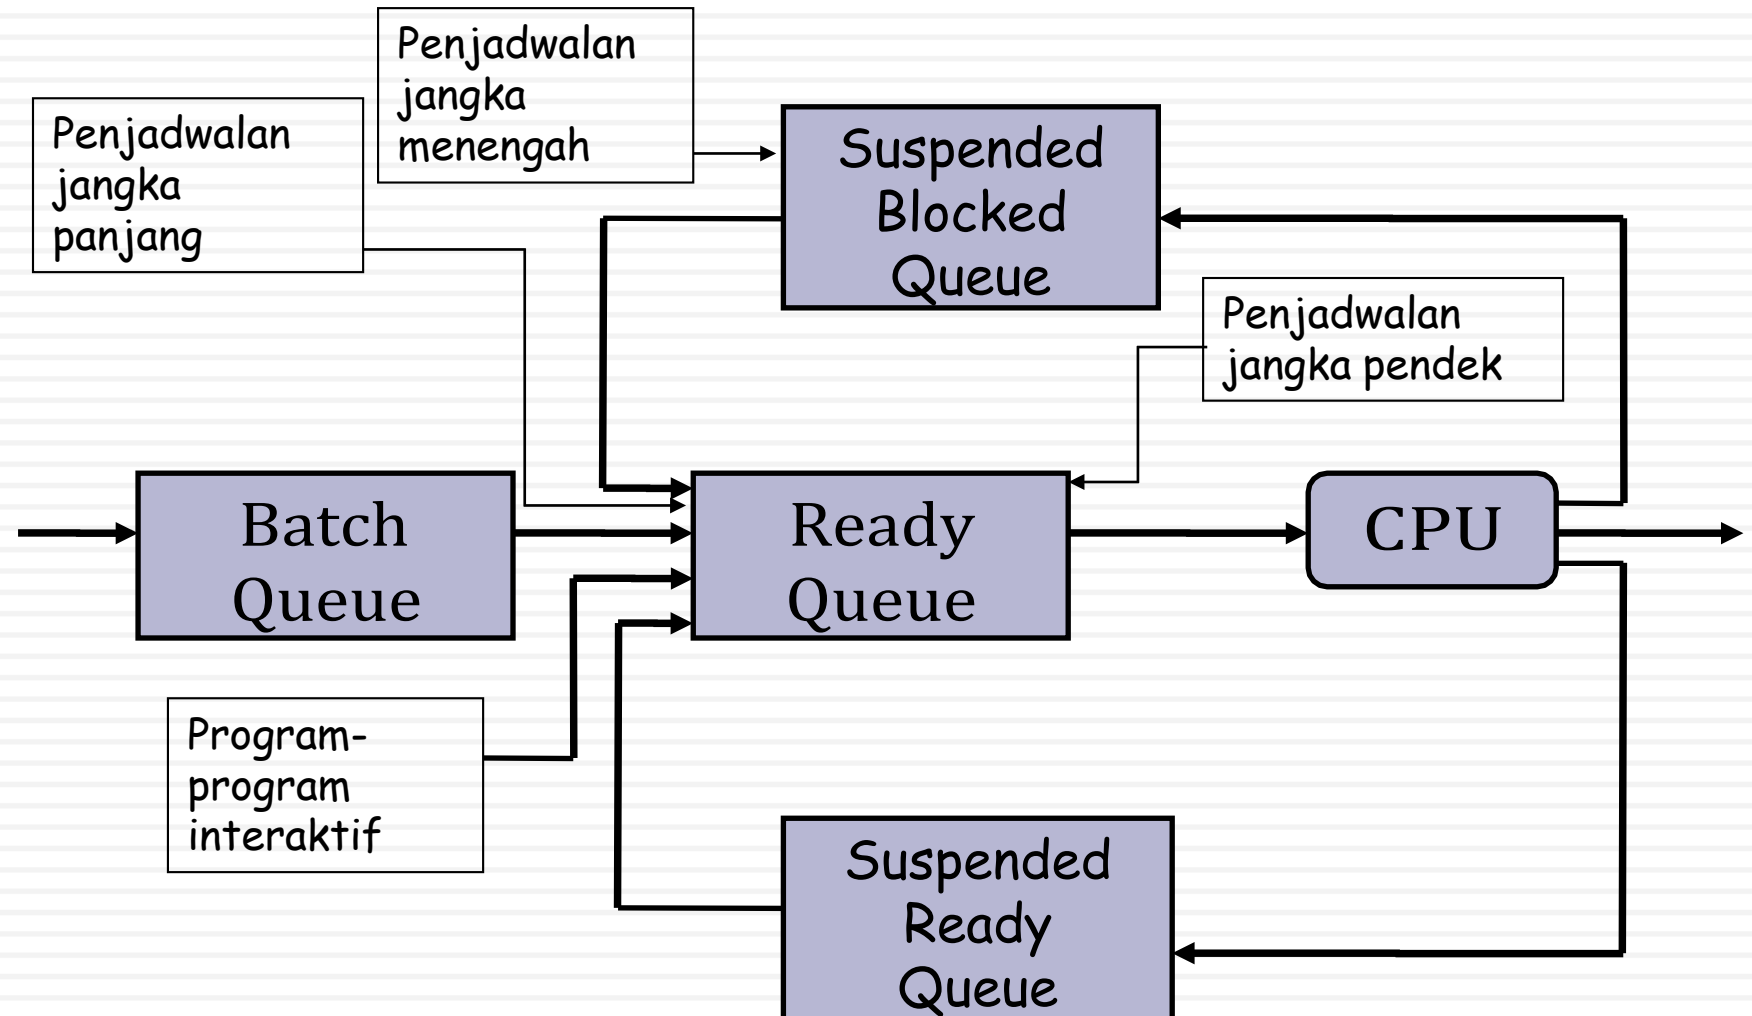 Penjadwalan
jangka
menengah
Penjadwalan
jangka
panjang
Suspended
Blocked
Queue
Penjadwalan
jangka pendek
Batch
Queue
Ready
Queue
CPU
Program-
program
interaktif
Suspended
Ready
Queue